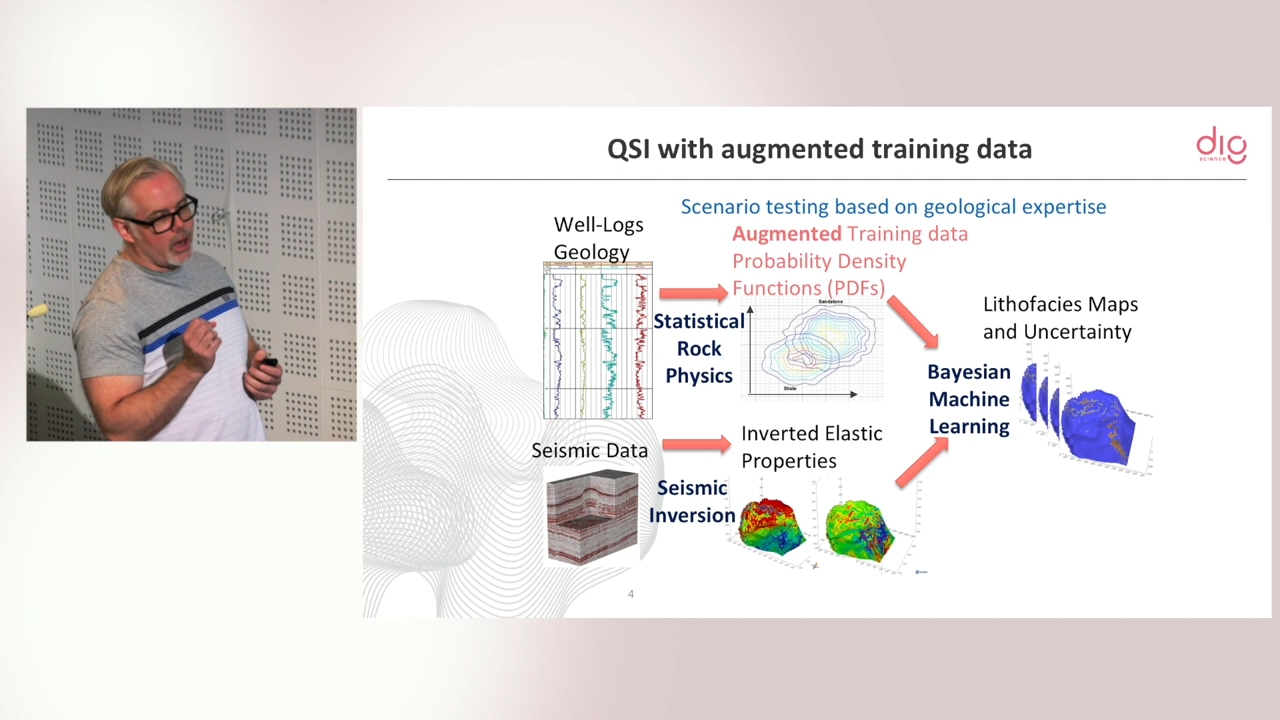 QSI with augmented training data
dig
science
Scenario testing based on geological expertise
Well-Logs
Geology
Augmented Training data
Probability Density
Functions (PDFs)
Statistical
Rock
Physics
Sandstone
Shale
Lithofacies Maps
and Uncertainty
Bayesian
Machine
Learning
Seismic Data
Seismic
Inversion
Inverted Elastic
Properties
4